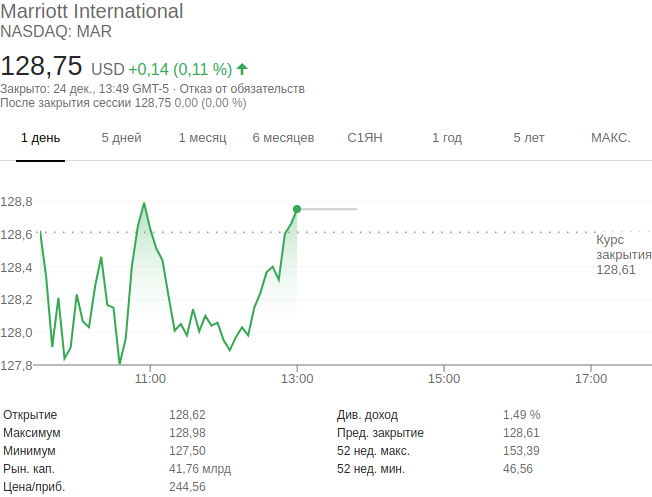 Marriott International
NASDAQ: MAR
128,75 USD +0,14 (0,11 %)
Закрыто: 24 дек., 13:49 GMT-5 · Отказ от обязательств
После закрытия сессии 128,75 0,00 (0,00 %)
1 день 5 дней 1 месяц 6 месяцев С1ЯН 1 год 5 лет МАКС.
128,8
128,6
128,4
128,2
128,0
127,8
Курс
закрытия
128,61
11:00 13:00 15:00 17:00
Открытие 128,62 Див. доход 1,49 %
Максимум 128,98 Пред. закрытие 128,61
Минимум 127,50 52 нед. макс. 153,39
Рын. кап. 41,76 млрд 52 нед. мин. 46,56
Цена/приб. 244,56